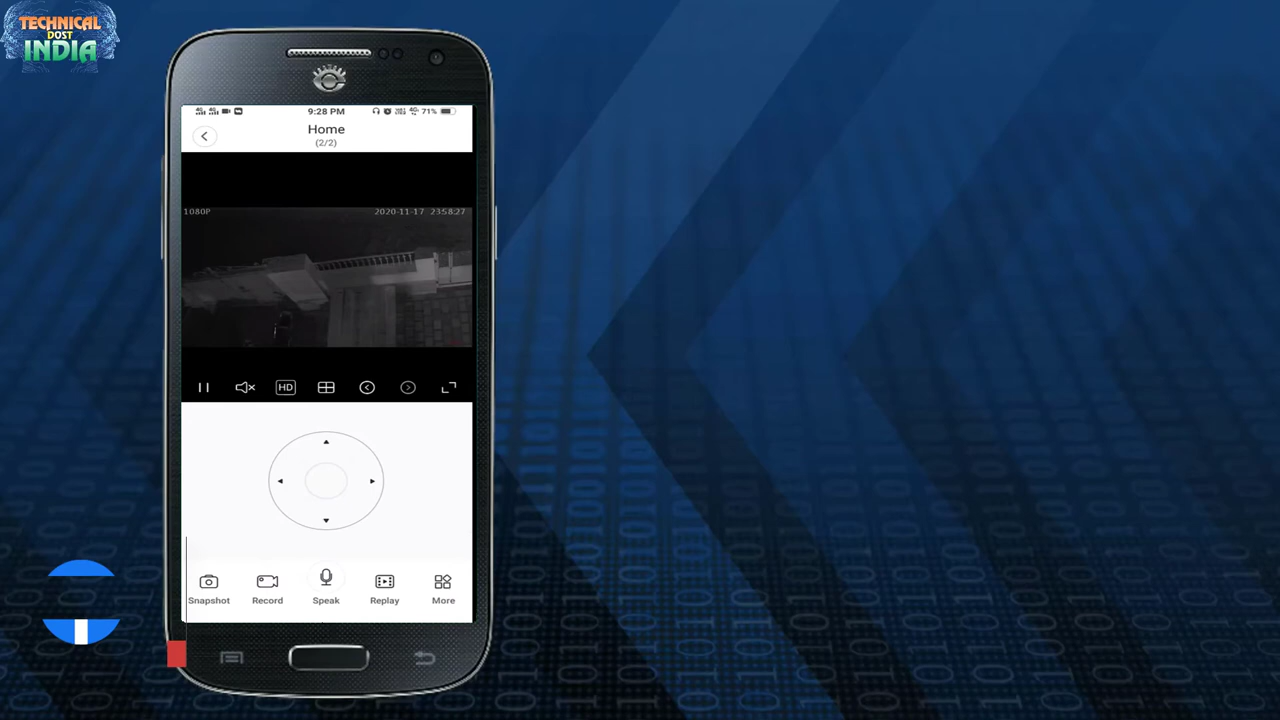 TECHNICAL
DOST
INDIA
9:28 PM
71%
Home
(2/2)
1080P
2020-11-17 23:58:27
HD
Snapshot
Record
Speak
Replay
More